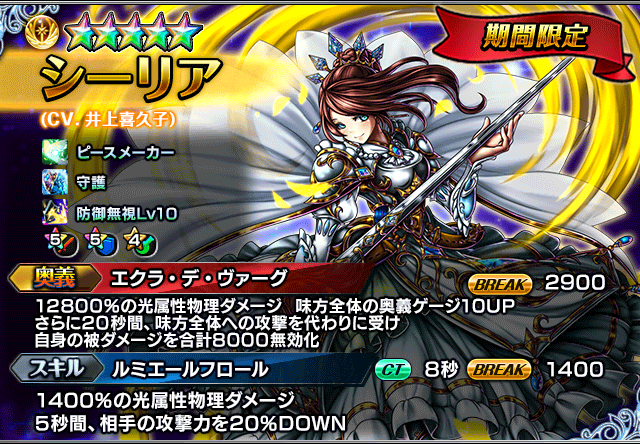 期間限定
シーリア
(CV. 井上喜久子)
ピースメーカー
守護
防御無視Lv10
5 5 4
奥義 エクラ・デ・ヴァーグ BREAK 2900
12800%の光属性物理ダメージ 味方全体の奥義ゲージ10UP
さらに20秒間、味方全体への攻撃を代わりに受け
自身の被ダメージを合計8000無効化
スキル ルミエールフロール CT 8秒 BREAK 1400
1400%の光属性物理ダメージ
5秒間、相手の攻撃力を20%DOWN